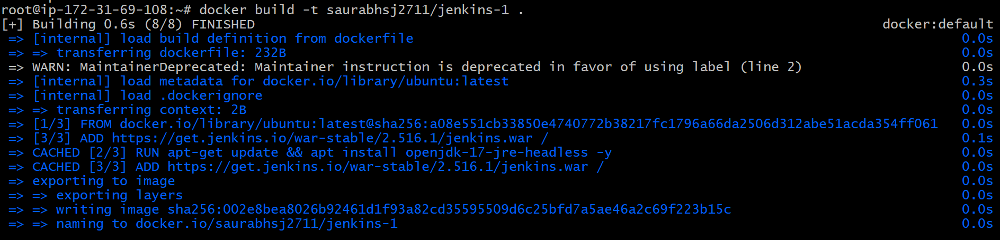 root@ip-172-31-69-108:~# docker build -t saurabhsj2711/jenkins-1 .
[+] Building 0.6s (8/8) FINISHED docker:default
=> [internal] load build definition from dockerfile 0.0s
=> => transferring dockerfile: 232B 0.0s
=> WARN: MaintainerDeprecated: Maintainer instruction is deprecated in favor of using label (line 2) 0.0s
=> [internal] load metadata for docker.io/library/ubuntu:latest 0.3s
=> [internal] load .dockerignore 0.0s
=> => transferring context: 2B 0.0s
=> [1/3] FROM docker.io/library/ubuntu:latest@sha256:a08e551cb33850e4740772b38217fc1796a66da2506d312abe51acda354ff061 0.0s
=> [3/3] ADD https://get.jenkins.io/war-stable/2.516.1/jenkins.war / 0.1s
=> CACHED [2/3] RUN apt-get update && apt install openjdk-17-jre-headless -y 0.0s
=> CACHED [3/3] ADD https://get.jenkins.io/war-stable/2.516.1/jenkins.war / 0.0s
=> exporting to image 0.0s
=> => exporting layers 0.0s
=> => writing image sha256:002e8bea8026b92461d1f93a82cd35595509d6c25bfd7a5ae46a2c69f223b15c 0.0s
=> => naming to docker.io/saurabhsj2711/jenkins-1 0.0s